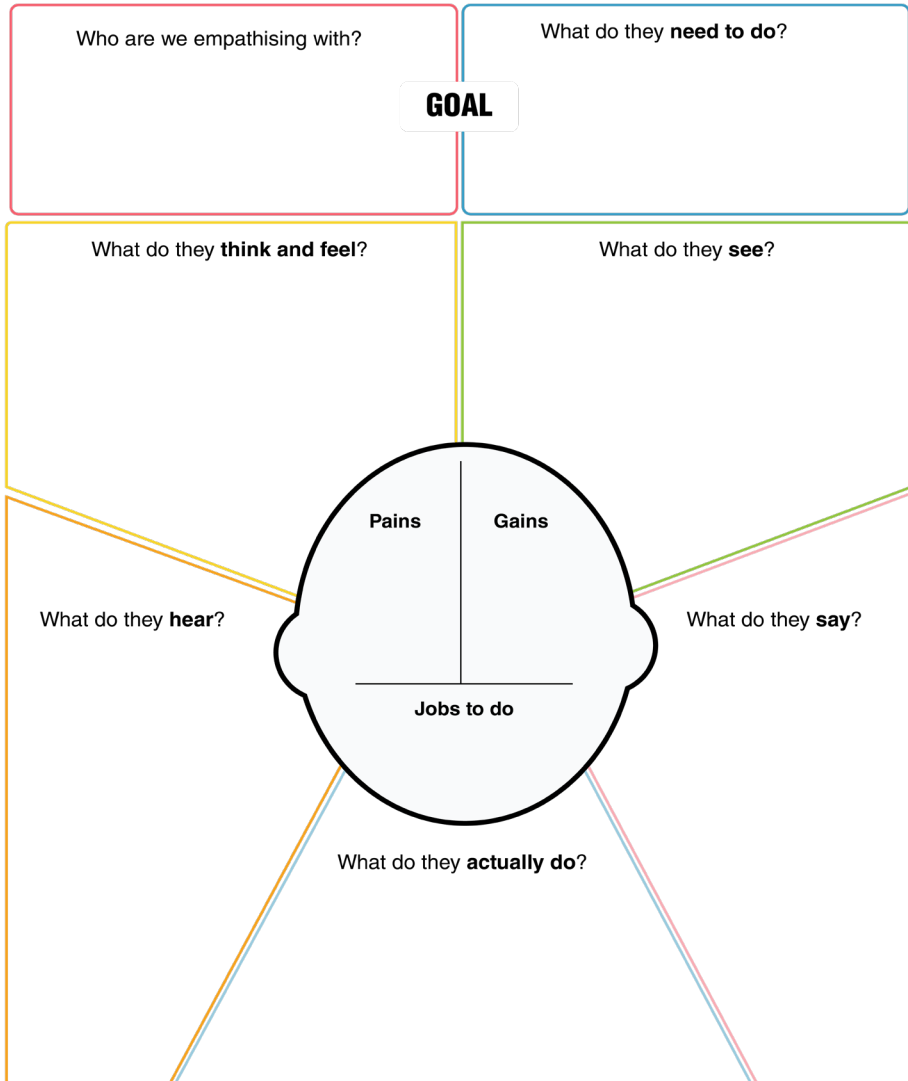 Who are we empathising with?
What do they need to do?
GOAL
What do they think and feel?
What do they see?
Pains
Gains
What do they hear?
What do they say?
Jobs to do
What do they actually do?